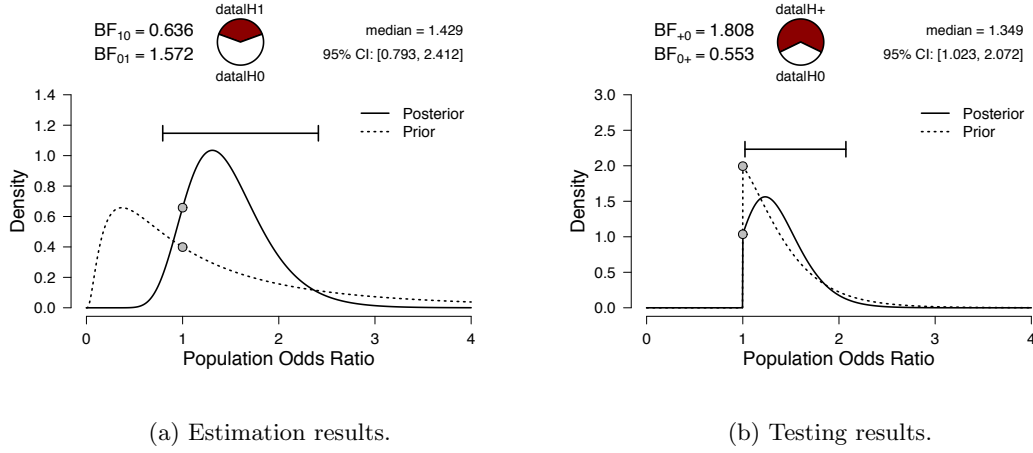 data|H1
BF10 = 0.636
BF01 = 1.572
median = 1.429
95% CI: [0.793, 2.412]
data|H0
1.4
1.2
1.0
0.8
0.6
0.4
0.2
0.0
Density
Posterior
Prior
0 1 2 3 4
Population Odds Ratio
(a) Estimation results.
data|H+
BF+0 = 1.808
BF0+ = 0.553
median = 1.349
95% CI: [1.023, 2.072]
data|H0
3.0
2.5
2.0
1.5
1.0
0.5
0.0
Density
Posterior
Prior
0 1 2 3 4
Population Odds Ratio
(b) Testing results.